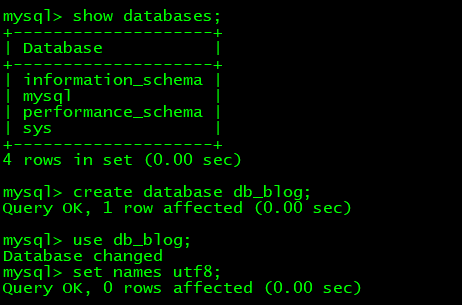 mysql> show databases;
+--------------------+
| Database           |
+--------------------+
| information_schema |
| mysql              |
| performance_schema |
| sys                |
+--------------------+
4 rows in set (0.00 sec)

mysql> create database db_blog;
Query OK, 1 row affected (0.00 sec)

mysql> use db_blog;
Database changed
mysql> set names utf8;
Query OK, 0 rows affected (0.00 sec)